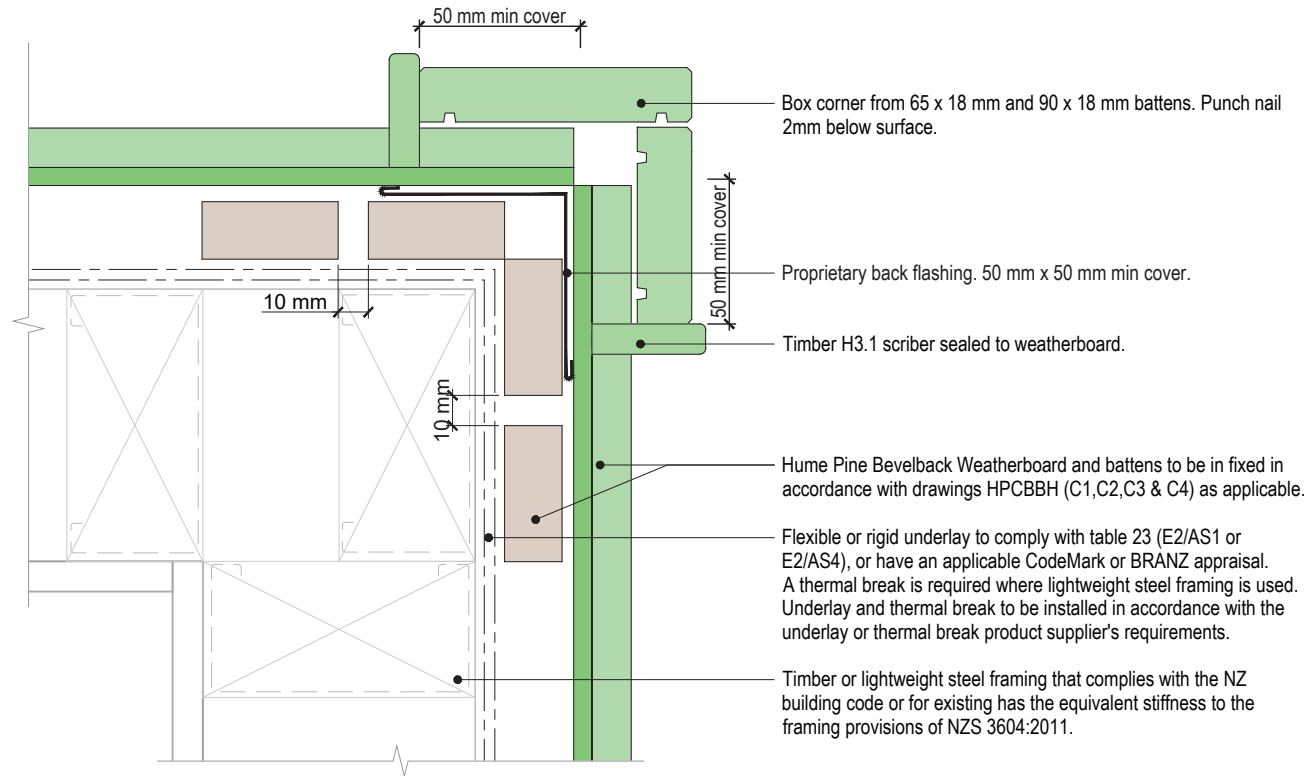 50 mm min cover
Box corner from 65 x 18 mm and 90 x 18 mm battens. Punch nail
2mm below surface.
50 mm min cover
Proprietary back flashing. 50 mm x 50 mm min cover.
10 mm
Timber H3.1 scriber sealed to weatherboard.
10 mm
Hume Pine Bevelback Weatherboard and battens to be in fixed in
accordance with drawings HPCBBH (C1,C2,C3 & C4) as applicable.
Flexible or rigid underlay to comply with table 23 (E2/AS1 or
E2/AS4), or have an applicable CodeMark or BRANZ appraisal.
A thermal break is required where lightweight steel framing is used.
Underlay and thermal break to be installed in accordance with the
underlay or thermal break product supplier's requirements.
Timber or lightweight steel framing that complies with the NZ
building code or for existing has the equivalent stiffness to the
framing provisions of NZS 3604:2011.